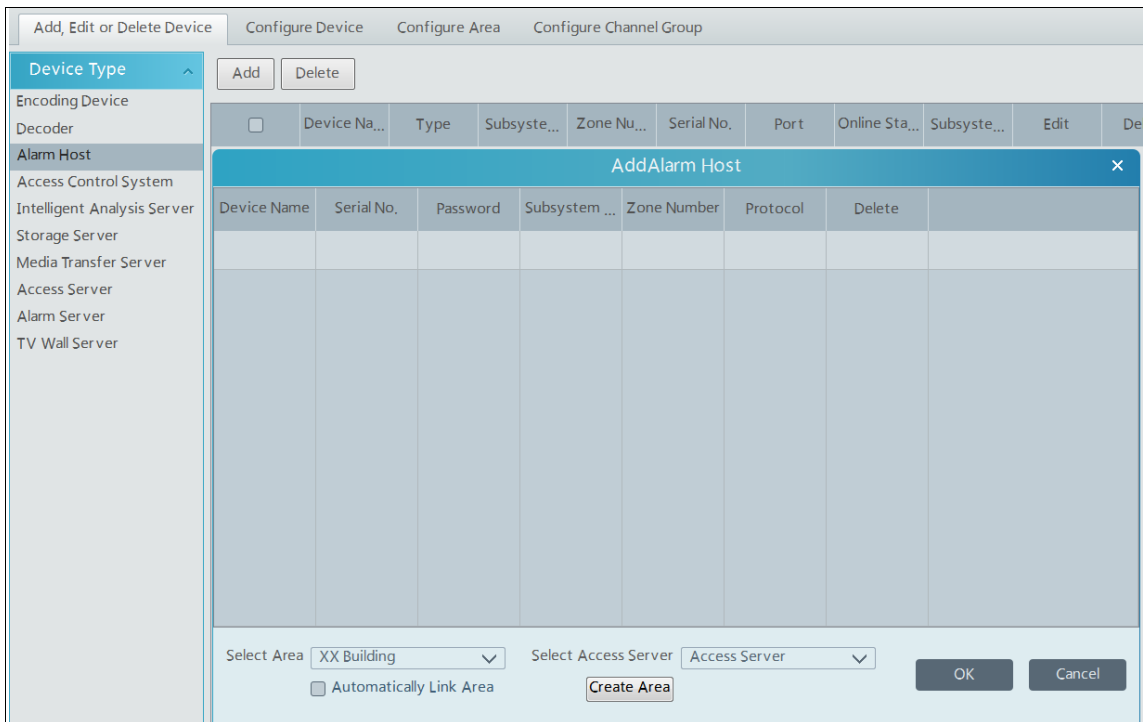 Add, Edit or Delete Device Configure Device Configure Area Configure Channel Group
Device Type
Add Delete
Encoding Device
Decoder
Alarm Host
Access Control System
Intelligent Analysis Server
Storage Server
Media Transfer Server
Access Server
Alarm Server
TV Wall Server
Device Na... Type Subsyste... Zone Nu... Serial No. Port Online Sta... Subsyste... Edit De
AddAlarm Host
Device Name Serial No. Password Subsystem ... Zone Number Protocol Delete
Select Area XX Building Select Access Server Access Server
Automatically Link Area Create Area
OK Cancel